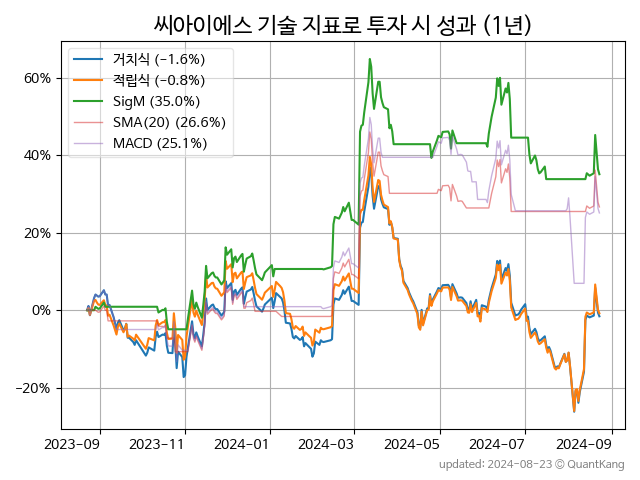 씨아이에스 기술 지표로 투자 시 성과 (1년)
거치식 (−1.6%)
적립식 (−0.8%)
SigM (35.0%)
SMA(20) (26.6%)
MACD (25.1%)
60%
40%
20%
0%
−20%
2023-09 2023-11 2024-01 2024-03 2024-05 2024-07 2024-09
updated: 2024-08-23 © QuantKang